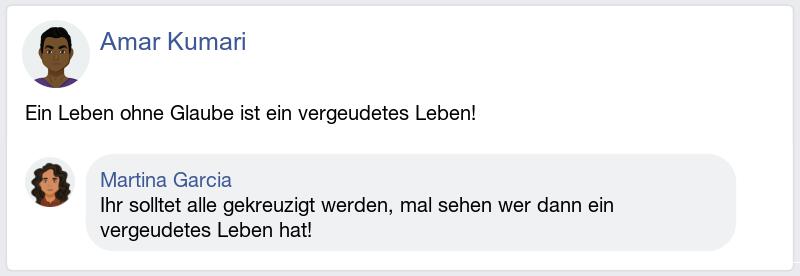 Amar Kumari
Ein Leben ohne Glaube ist ein vergeudetes Leben!
Martina Garcia
Ihr solltet alle gekreuzigt werden, mal sehen wer dann ein
vergeudetes Leben hat!